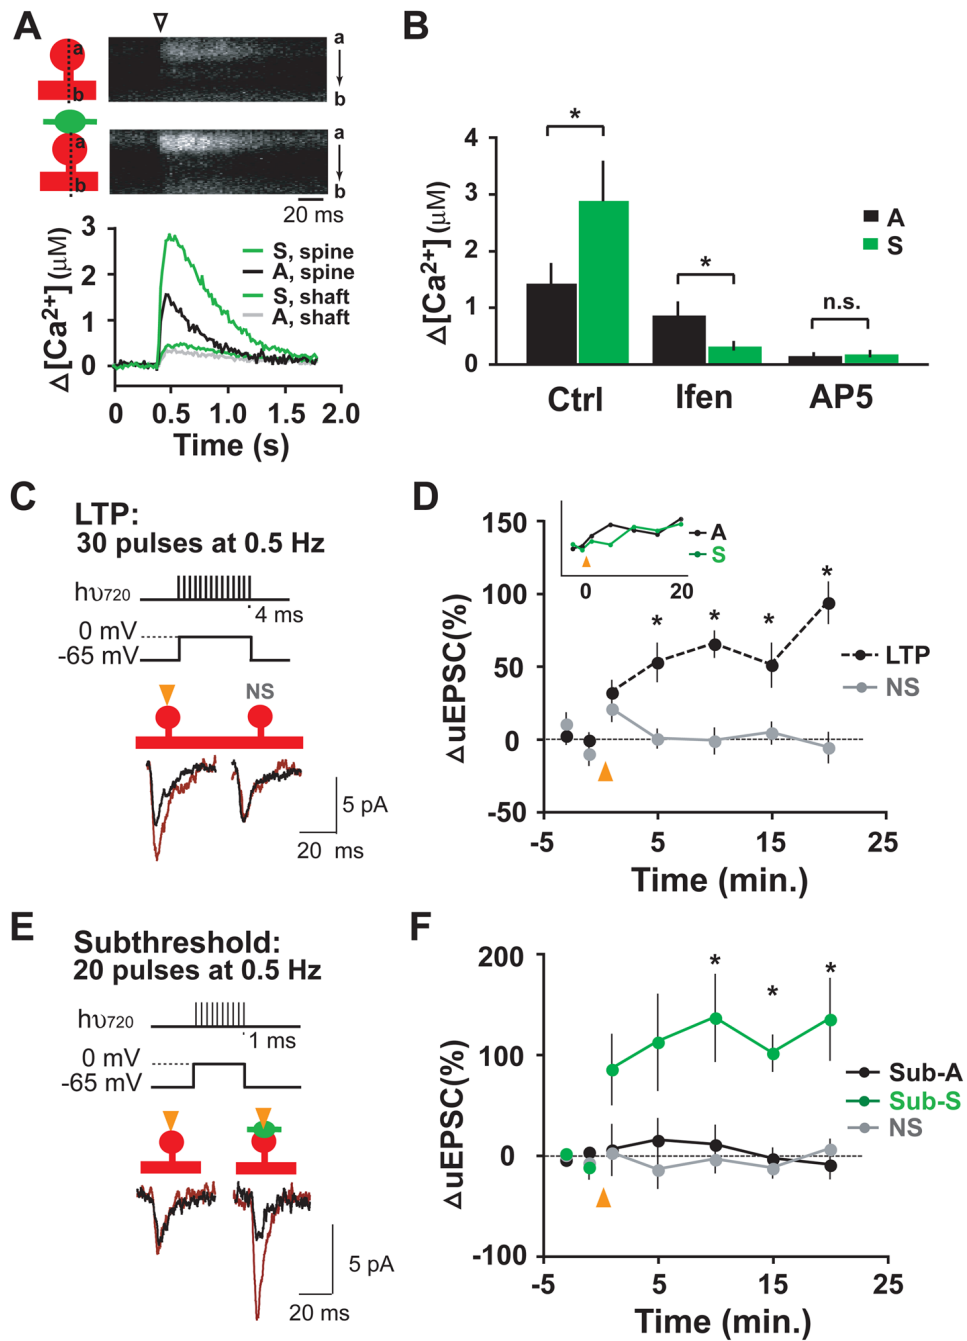 A
a
b
a
b
a
b
a
b
20 ms
Δ[Ca2+] (μM)
3
2
1
0
S, spine
A, spine
S, shaft
A, shaft
0 0.5 1.0 1.5 2.0
Time (s)
B
Δ[Ca2+] (μM)
4
3
2
1
0
*
*
n.s.
A
S
Ctrl Ifen AP5
C
LTP:
30 pulses at 0.5 Hz
hυ720
4 ms
0 mV
-65 mV
NS
5 pA
20 ms
D
ΔuEPSC(%)
150
100
50
0
-50
A
S
0 20
* * * *
LTP
NS
-5 5 15 25
Time (min.)
E
Subthreshold:
20 pulses at 0.5 Hz
hυ720
1 ms
0 mV
-65 mV
5 pA
20 ms
F
ΔuEPSC(%)
200
100
0
-100
* * *
Sub-A
Sub-S
NS
-5 5 15 25
Time (min.)